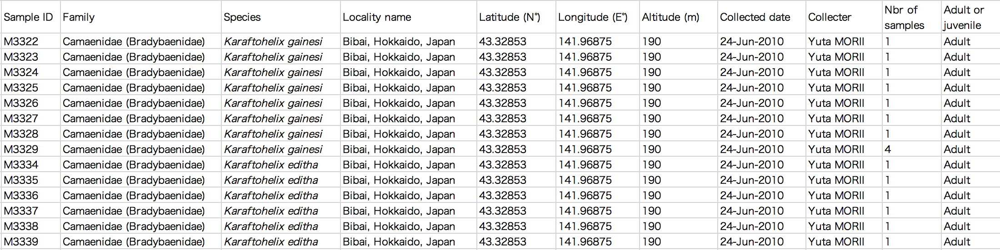 Sample ID Family Species Locality name Latitude (N°) Longitude (E°) Altitude (m) Collected date Collecter Nbr of samples Adult or juvenile
M3322 Camaenidae (Bradybaenidae) Karaftohelix gainesi Bibai, Hokkaido, Japan 43.32853 141.96875 190 24-Jun-2010 Yuta MORII 1 Adult
M3323 Camaenidae (Bradybaenidae) Karaftohelix gainesi Bibai, Hokkaido, Japan 43.32853 141.96875 190 24-Jun-2010 Yuta MORII 1 Adult
M3324 Camaenidae (Bradybaenidae) Karaftohelix gainesi Bibai, Hokkaido, Japan 43.32853 141.96875 190 24-Jun-2010 Yuta MORII 1 Adult
M3325 Camaenidae (Bradybaenidae) Karaftohelix gainesi Bibai, Hokkaido, Japan 43.32853 141.96875 190 24-Jun-2010 Yuta MORII 1 Adult
M3326 Camaenidae (Bradybaenidae) Karaftohelix gainesi Bibai, Hokkaido, Japan 43.32853 141.96875 190 24-Jun-2010 Yuta MORII 1 Adult
M3327 Camaenidae (Bradybaenidae) Karaftohelix gainesi Bibai, Hokkaido, Japan 43.32853 141.96875 190 24-Jun-2010 Yuta MORII 1 Adult
M3328 Camaenidae (Bradybaenidae) Karaftohelix gainesi Bibai, Hokkaido, Japan 43.32853 141.96875 190 24-Jun-2010 Yuta MORII 1 Adult
M3329 Camaenidae (Bradybaenidae) Karaftohelix gainesi Bibai, Hokkaido, Japan 43.32853 141.96875 190 24-Jun-2010 Yuta MORII 4 Adult
M3334 Camaenidae (Bradybaenidae) Karaftohelix editha Bibai, Hokkaido, Japan 43.32853 141.96875 190 24-Jun-2010 Yuta MORII 1 Adult
M3335 Camaenidae (Bradybaenidae) Karaftohelix editha Bibai, Hokkaido, Japan 43.32853 141.96875 190 24-Jun-2010 Yuta MORII 1 Adult
M3336 Camaenidae (Bradybaenidae) Karaftohelix editha Bibai, Hokkaido, Japan 43.32853 141.96875 190 24-Jun-2010 Yuta MORII 1 Adult
M3337 Camaenidae (Bradybaenidae) Karaftohelix editha Bibai, Hokkaido, Japan 43.32853 141.96875 190 24-Jun-2010 Yuta MORII 1 Adult
M3338 Camaenidae (Bradybaenidae) Karaftohelix editha Bibai, Hokkaido, Japan 43.32853 141.96875 190 24-Jun-2010 Yuta MORII 1 Adult
M3339 Camaenidae (Bradybaenidae) Karaftohelix editha Bibai, Hokkaido, Japan 43.32853 141.96875 190 24-Jun-2010 Yuta MORII 1 Adult